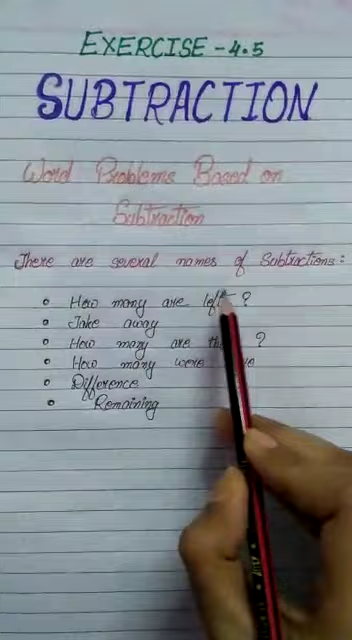 EXERCISE - 4.5
SUBTRACTION
Word Problems Based on
Subtraction
There are several names of Subtractions:
How many are left ?
Take away
How many are ?
How many were
Difference
Remaining